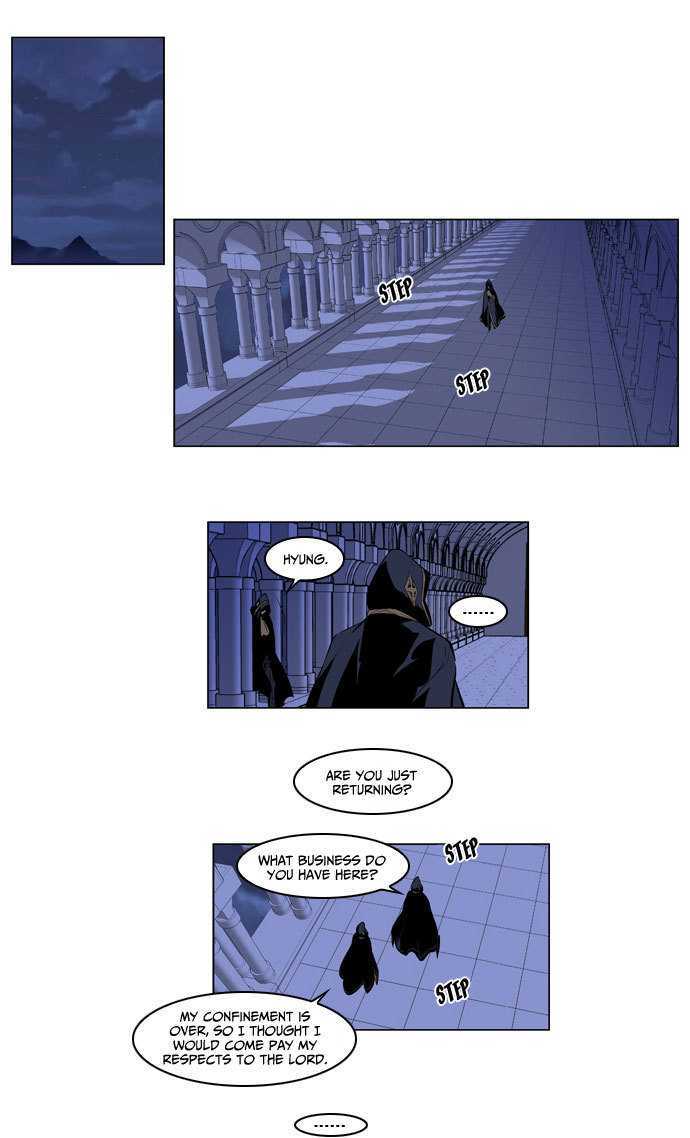 STEP
STEP
HYUNG.
......
ARE YOU JUST
RETURNING?
STEP
WHAT BUSINESS DO
YOU HAVE HERE?
STEP
MY CONFINEMENT IS
OVER, SO I THOUGHT I
WOULD COME PAY MY
RESPECTS TO THE LORD.
......